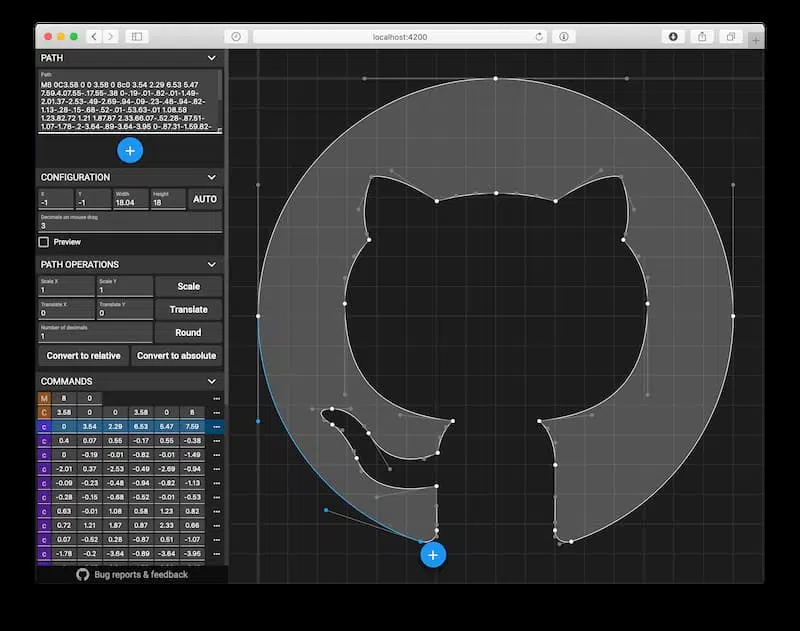 localhost:4200
PATH
Path
M8 0C3.58 0 0 3.58 0 8c0 3.54 2.29 6.53 5.47
7.59.4.07.55-.17.55-.38 0-.19-.01-.82-.01-1.49-
2.01.37-2.53-.49-2.69-.94-.09-.23-.48-.94-.82-
1.13-.28-.15-.68-.52-.01-.53.63-.01 1.08.58
1.23.82.72 1.21 1.87.87 2.33.66.07-.52.28-.87.51-
1.07-1.78-.2-3.64-.89-3.64-3.95 0-.87.31-1.59.82-
CONFIGURATION
X Y Width Height
-1 -1 18.04 18 AUTO
Decimals on mouse drag
3
Preview
PATH OPERATIONS
Scale X Scale Y
1 1 Scale
Translate X Translate Y
0 0 Translate
Number of decimals
1 Round
Convert to relative Convert to absolute
COMMANDS
M 8 0
C 3.58 0 0 3.58 0 8
c 0 3.54 2.29 6.53 5.47 7.59
c 0.4 0.07 0.55 -0.17 0.55 -0.38
c 0 -0.19 -0.01 -0.82 -0.01 -1.49
c -2.01 0.37 -2.53 -0.49 -2.69 -0.94
c -0.09 -0.23 -0.48 -0.94 -0.82 -1.13
c -0.28 -0.15 -0.68 -0.52 -0.01 -0.53
c 0.63 -0.01 1.08 0.58 1.23 0.82
c 0.72 1.21 1.87 0.87 2.33 0.66
c 0.07 -0.52 0.28 -0.87 0.51 -1.07
c -1.78 -0.2 -3.64 -0.89 -3.64 -3.95
Bug reports & feedback